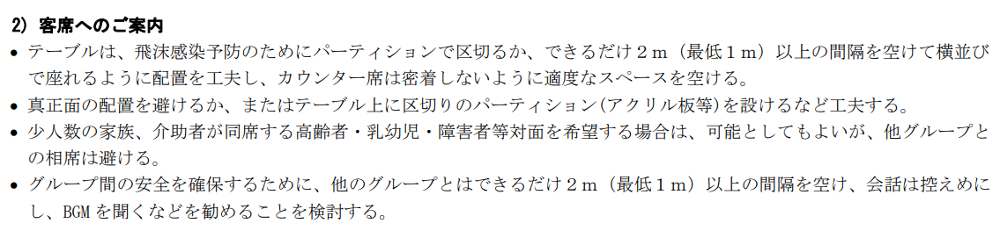 2) 客席へのご案内
● テーブルは、飛沫感染予防のためにパーティションで区切るか、できるだけ２ｍ（最低１ｍ）以上の間隔を空けて横並び
で座れるように配置を工夫し、カウンター席は密着しないように適度なスペースを空ける。
● 真正面の配置を避けるか、またはテーブル上に区切りのパーティション(アクリル板等)を設けるなど工夫する。
● 少人数の家族、介助者が同席する高齢者・乳幼児・障害者等対面を希望する場合は、可能としてもよいが、他グループと
の相席は避ける。
● グループ間の安全を確保するために、他のグループとはできるだけ２ｍ（最低１ｍ）以上の間隔を空け、会話は控えめに
し、BGM を聞くなどを勧めることを検討する。